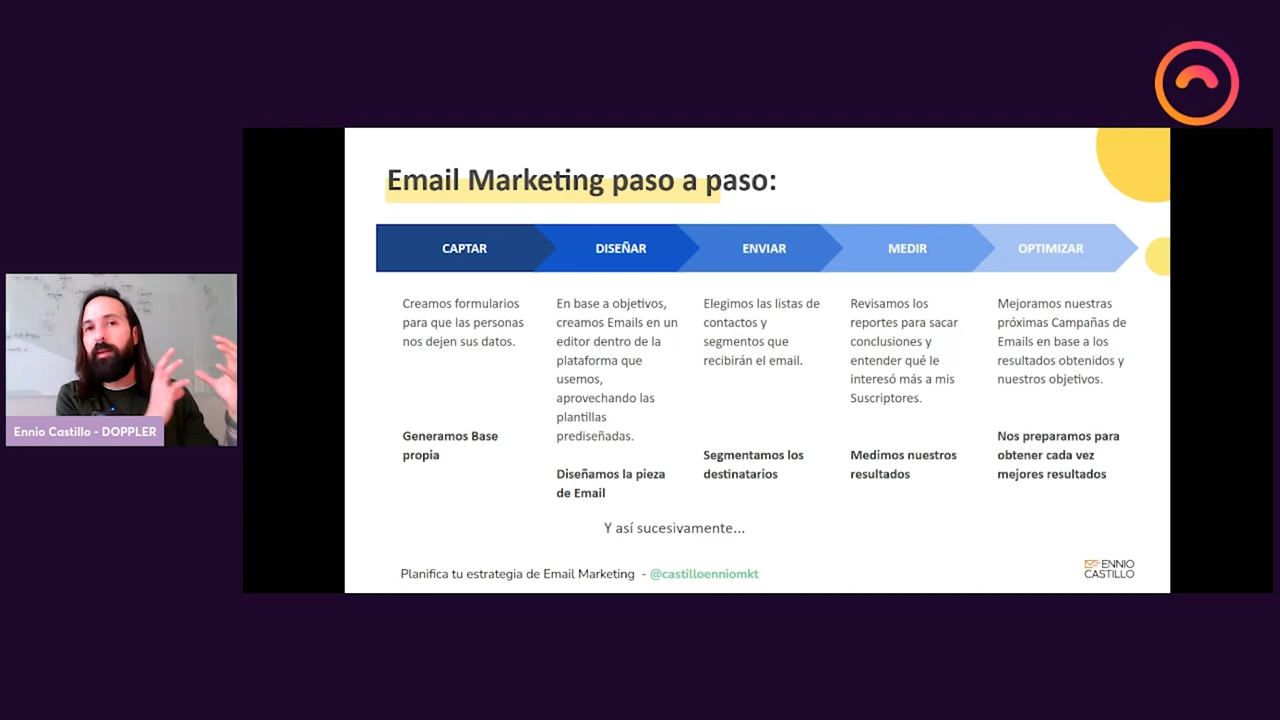 Email Marketing paso a paso:
CAPTAR
DISEÑAR
ENVIAR
MEDIR
OPTIMIZAR
Creamos formularios
para que las personas
nos dejen sus datos.
Generamos Base
propia
En base a objetivos,
creamos Emails en un
editor dentro de la
plataforma que
usemos,
aprovechando las
plantillas
prediseñadas.
Diseñamos la pieza
de Email
Elegimos las listas de
contactos y
segmentos que
recibirán el email.
Segmentamos los
destinatarios
Revisamos los
reportes para sacar
conclusiones y
entender qué le
interesó más a mis
Suscriptores.
Medimos nuestros
resultados
Mejoramos nuestras
próximas Campañas de
Emails en base a los
resultados obtenidos y
nuestros objetivos.
Nos preparamos para
obtener cada vez
mejores resultados
Y así sucesivamente...
Planifica tu estrategia de Email Marketing - @castilloenniomkt
ENNIO
CASTILLO
Ennio Castillo - DOPPLER